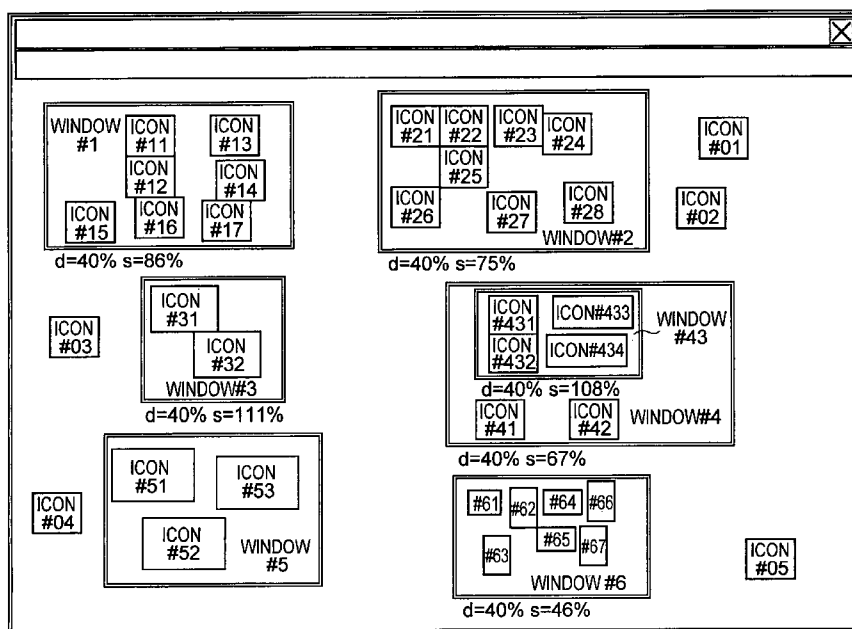 WINDOW
#1
ICON
#11
ICON
#13
ICON
#12
ICON
#14
ICON
#15
ICON
#16
ICON
#17
d=40% s=86%
ICON
#21
ICON
#22
ICON
#23
ICON
#24
ICON
#25
ICON
#26
ICON
#27
ICON
#28
WINDOW#2
d=40% s=75%
ICON
#01
ICON
#02
ICON
#03
ICON
#31
ICON
#32
WINDOW#3
d=40% s=111%
ICON
#431
ICON#433
ICON
#432
ICON#434
WINDOW
#43
d=40% s=108%
ICON
#41
ICON
#42
WINDOW#4
d=40% s=67%
ICON
#04
ICON
#51
ICON
#53
ICON
#52
WINDOW
#5
#61
#62
#64
#66
#63
#65
#67
WINDOW #6
d=40% s=46%
ICON
#05